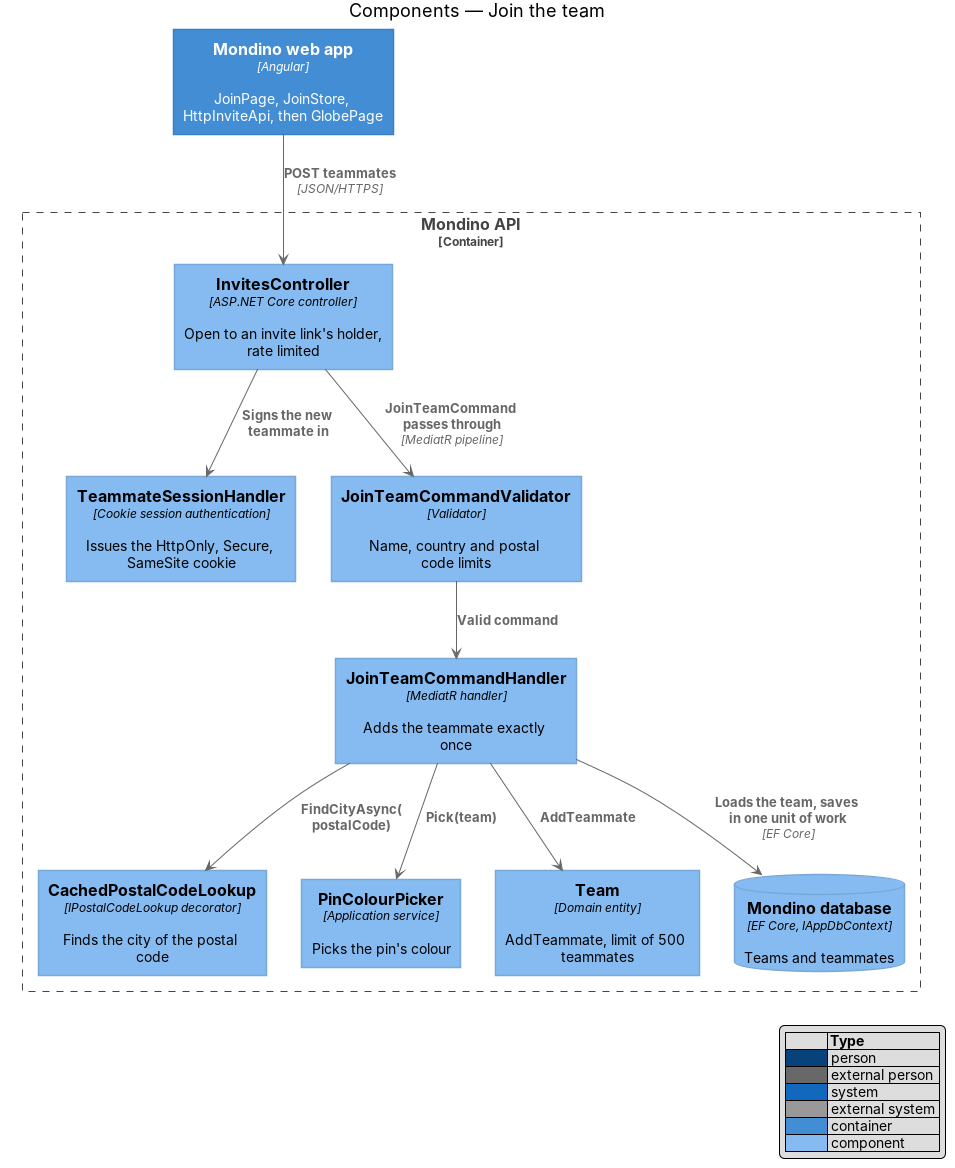 Components — Join the team
Mondino web app
[Angular]
JoinPage, JoinStore,
HttpInviteApi, then GlobePage
POST teammates
[JSON/HTTPS]
Mondino API
[Container]
InvitesController
[ASP.NET Core controller]
Open to an invite link's holder,
rate limited
Signs the new
teammate in
JoinTeamCommand
passes through
[MediatR pipeline]
TeammateSessionHandler
[Cookie session authentication]
Issues the HttpOnly, Secure,
SameSite cookie
JoinTeamCommandValidator
[Validator]
Name, country and postal
code limits
Valid command
JoinTeamCommandHandler
[MediatR handler]
Adds the teammate exactly
once
FindCityAsync(
postalCode)
Pick(team)
AddTeammate
Loads the team, saves
in one unit of work
[EF Core]
CachedPostalCodeLookup
[IPostalCodeLookup decorator]
Finds the city of the postal
code
PinColourPicker
[Application service]
Picks the pin's colour
Team
[Domain entity]
AddTeammate, limit of 500
teammates
Mondino database
[EF Core, IAppDbContext]
Teams and teammates
Type
person
external person
system
external system
container
component